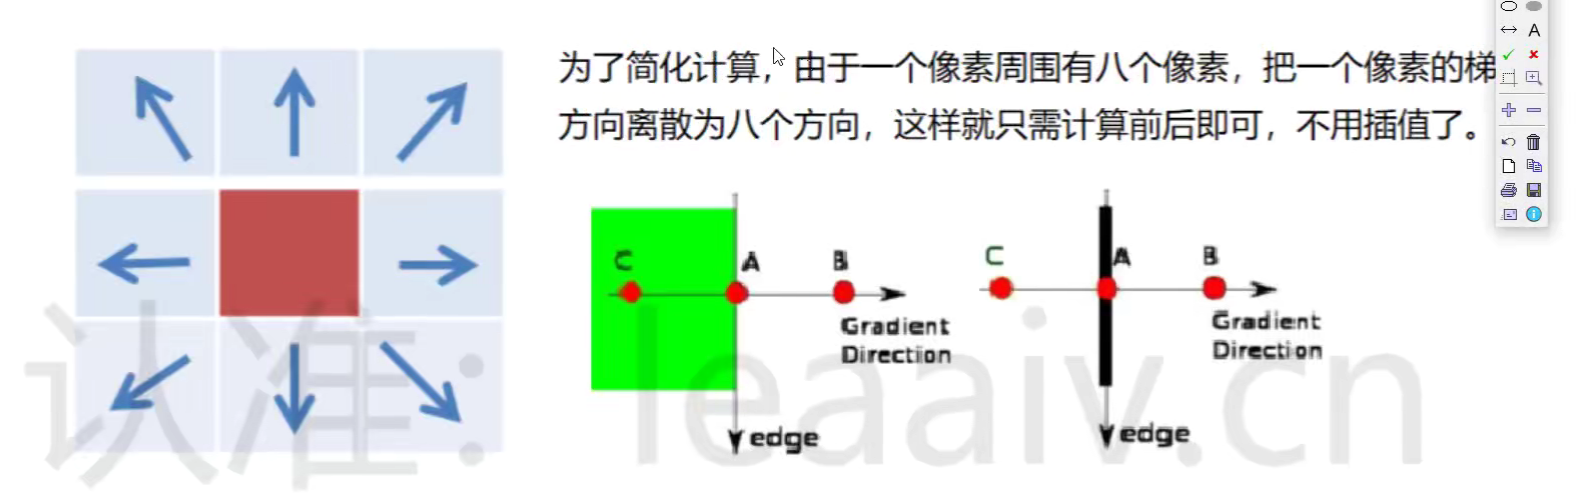 为了简化计算，由于一个像素周围有八个像素，把一个像素的梯
方向离散为八个方向，这样就只需计算前后即可，不用插值了。
C A B
Gradient
Direction
edge
C A B
Gradient
Direction
edge
A
认准：leaaiv.cn